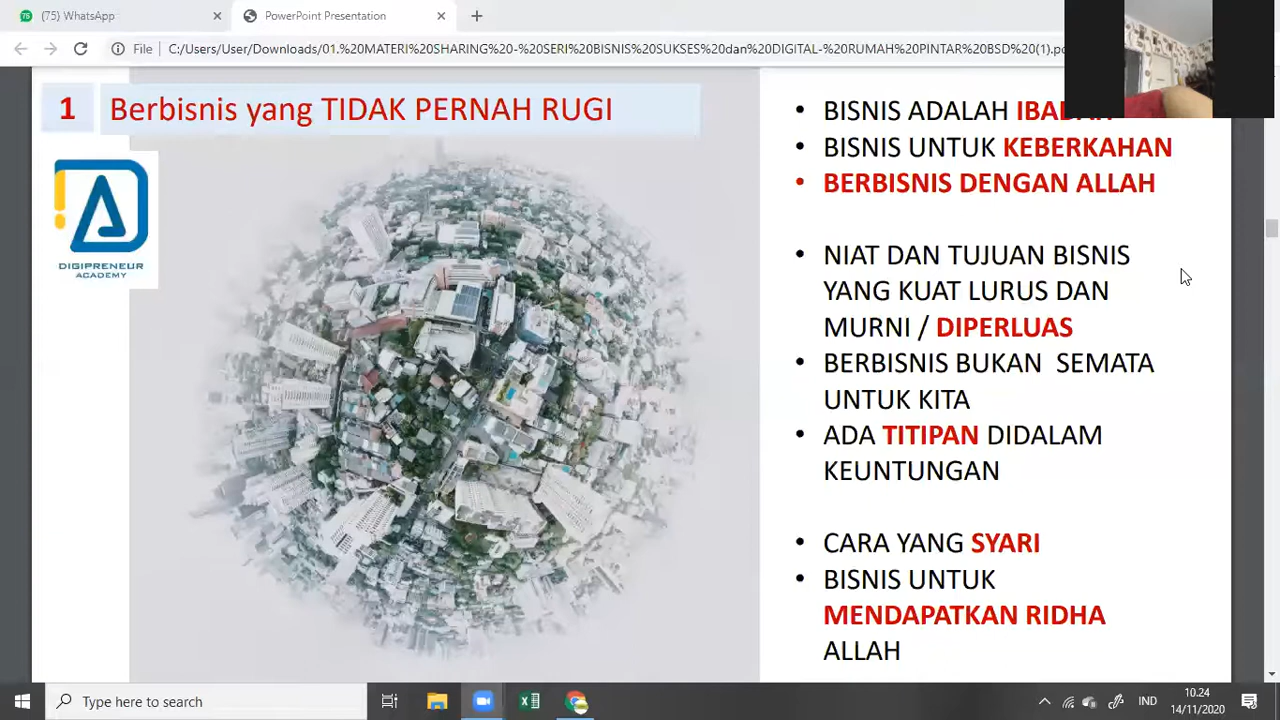 (75) WhatsApp
PowerPoint Presentation
File
C:/Users/User/Downloads/01.%20MATERI%20SHARING%20-%20SERI%20BISNIS%20SUKSES%20dan%20DIGITAL-%20RUMAH%20PINTAR%20BSD%20(1).p
1
Berbisnis yang TIDAK PERNAH RUGI
DIGIPRENEUR
ACADEMY
• BISNIS ADALAH
• BISNIS UNTUK KEBERKAHAN
• BERBISNIS DENGAN ALLAH
• NIAT DAN TUJUAN BISNIS
YANG KUAT LURUS DAN
MURNI / DIPERLUAS
• BERBISNIS BUKAN SEMATA
UNTUK KITA
• ADA TITIPAN DIDALAM
KEUNTUNGAN
• CARA YANG SYARI
• BISNIS UNTUK
MENDAPATKAN RIDHA
ALLAH
Type here to search
IND
10.24
14/11/2020